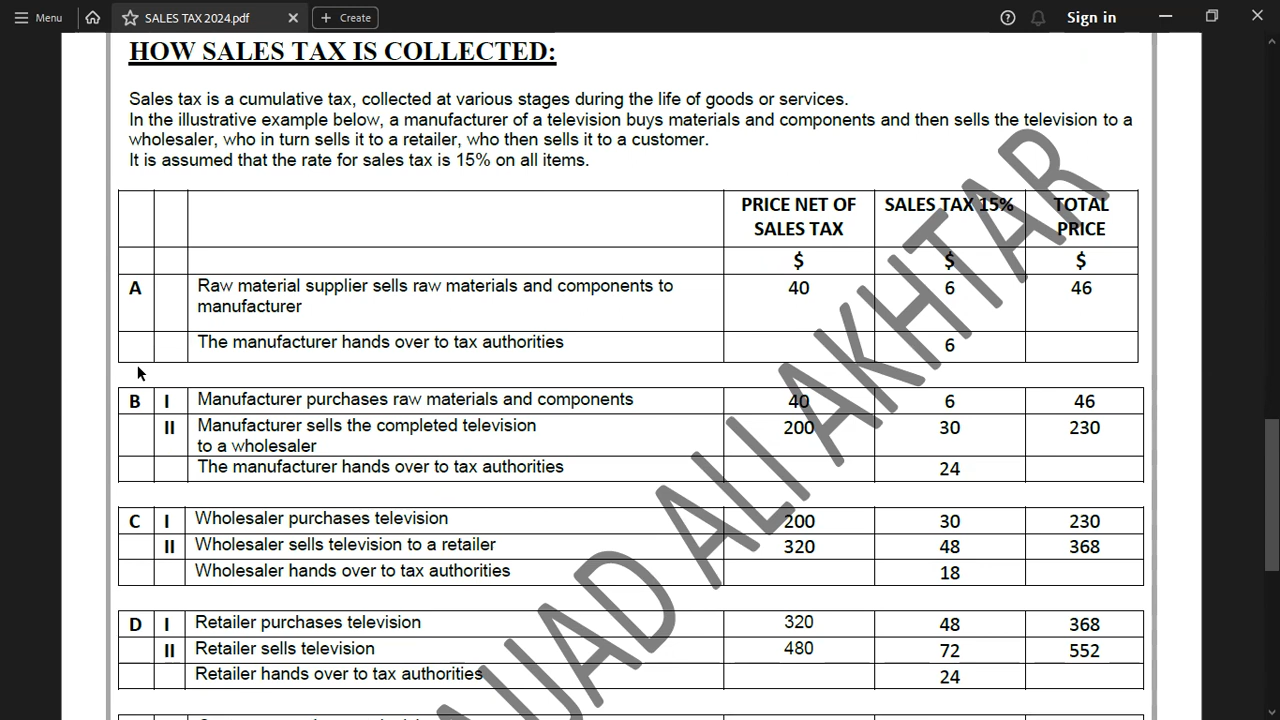 Menu SALES TAX 2024.pdf Create Sign in
HOW SALES TAX IS COLLECTED:
Sales tax is a cumulative tax, collected at various stages during the life of goods or services.
In the illustrative example below, a manufacturer of a television buys materials and components and then sells the television to a
wholesaler, who in turn sells it to a retailer, who then sells it to a customer.
It is assumed that the rate for sales tax is 15% on all items.
PRICE NET OF SALES TAX 15% TOTAL
SALES TAX PRICE
$ $ $
A Raw material supplier sells raw materials and components to 40 6 46
manufacturer
The manufacturer hands over to tax authorities 6
B I Manufacturer purchases raw materials and components 40 6 46
II Manufacturer sells the completed television 200 30 230
to a wholesaler
The manufacturer hands over to tax authorities 24
C I Wholesaler purchases television 200 30 230
II Wholesaler sells television to a retailer 320 48 368
Wholesaler hands over to tax authorities 18
D I Retailer purchases television 320 48 368
II Retailer sells television 480 72 552
Retailer hands over to tax authorities 24
ALI AKHTAR